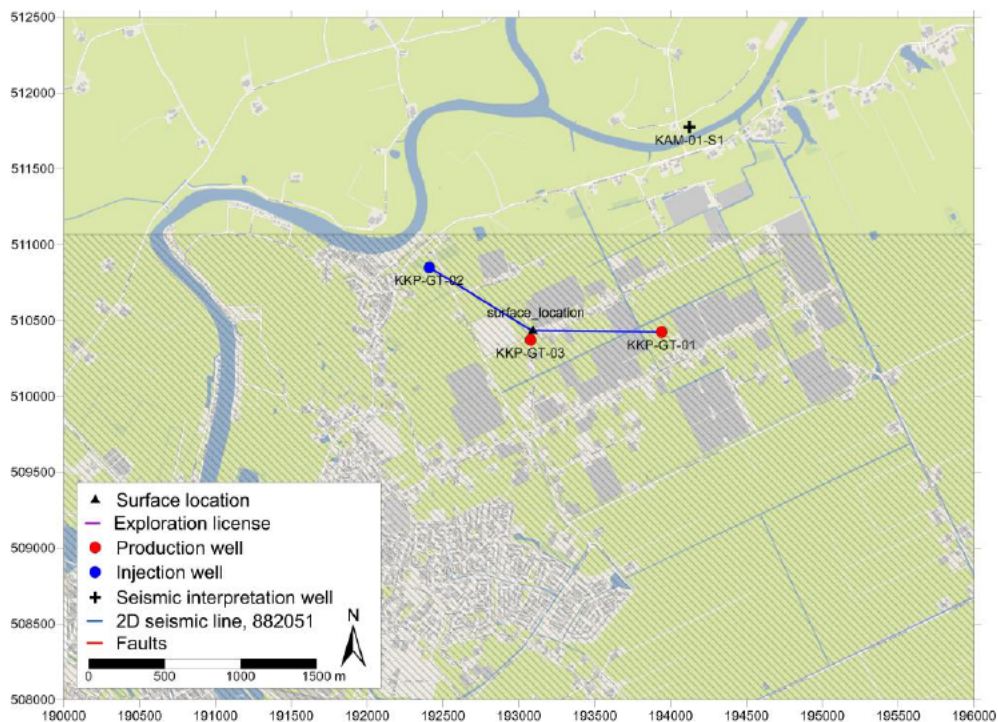 512500
512000
511500
511000
510500
510000
509500
509000
508500
508000
KAM-01-S1
KKP-GT-02
surface_location
KKP-GT-03
KKP-GT-01
Surface location
Exploration license
Production well
Injection well
Seismic interpretation well
2D seismic line, 882051
Faults
N
0 500 1000 1500 m
190000 190500 191000 191500 192000 192500 193000 193500 194000 194500 195000 195500 196000